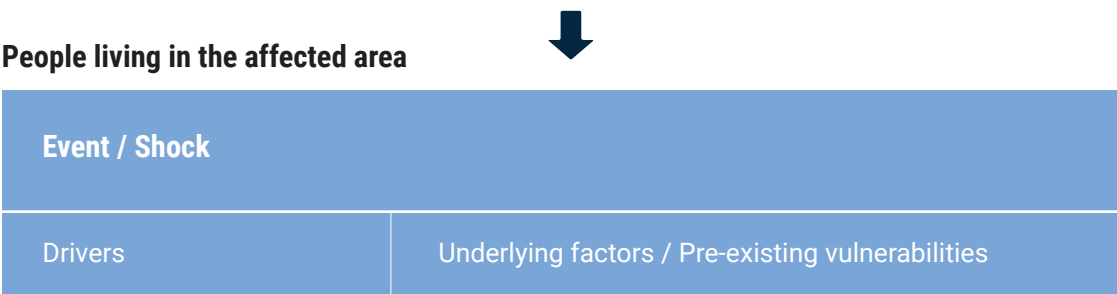 People living in the affected area
Event / Shock
Drivers
Underlying factors / Pre-existing vulnerabilities